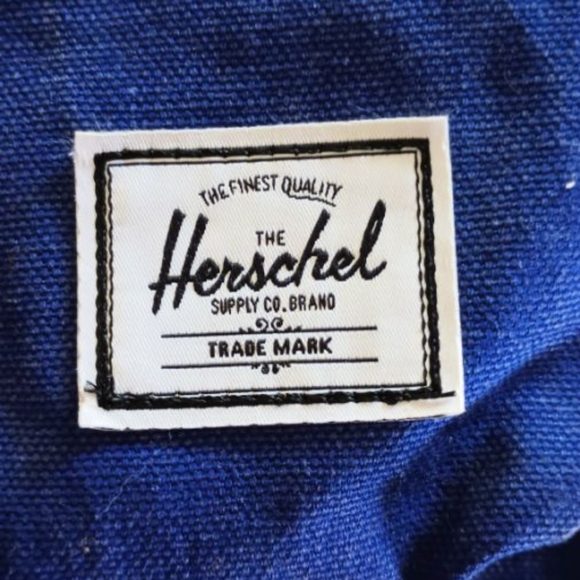 THE FINEST QUALITY
THE
Herschel
SUPPLY CO. BRAND
TRADE MARK